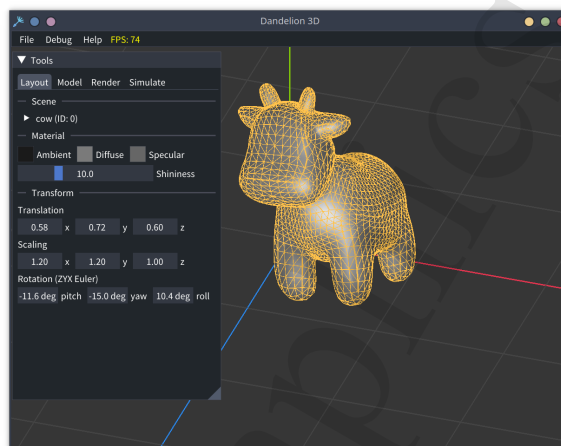 Dandelion 3D
File Debug Help FPS: 74
Tools
Layout Model Render Simulate
Scene
cow (ID: 0)
Material
Ambient Diffuse Specular
10.0 Shininess
Transform
Translation
0.58 x 0.72 y 0.60 z
Scaling
1.20 x 1.20 y 1.00 z
Rotation (ZYX Euler)
-11.6 deg pitch -15.0 deg yaw 10.4 deg roll